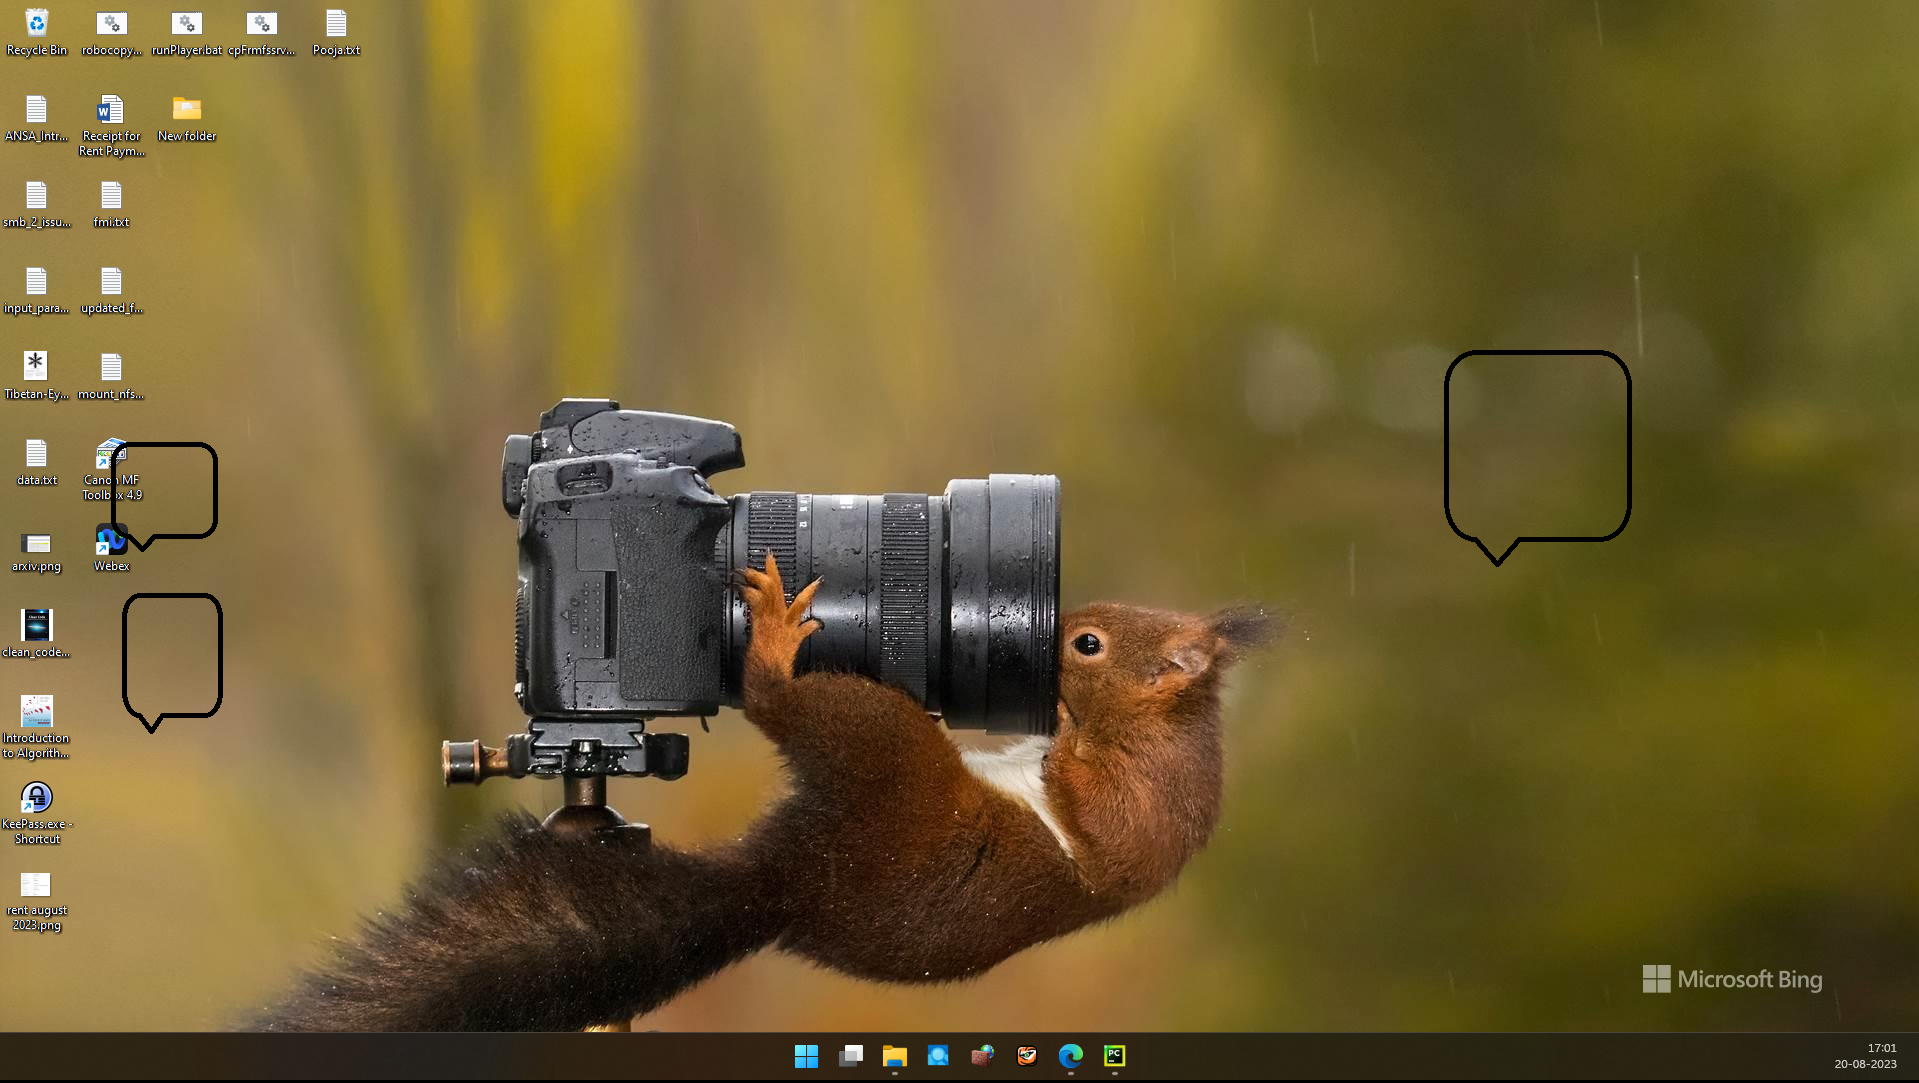 Recycle Bin
robocopy...
runPlayer.bat
cpFrmfssrv...
Pooja.txt
ANSA_Intr...
Receipt for
Rent Paym...
New folder
smb_2_issu...
fmi.txt
input_para...
updated_f...
Tibetan-Ey...
mount_nfs...
data.txt
Canon MF
Toolbox 4.9
arxiv.png
Webex
clean_code...
Introduction
to Algorith...
KeePass.exe -
Shortcut
rent august
2023.png
Microsoft Bing
PC
17:01
20-08-2023